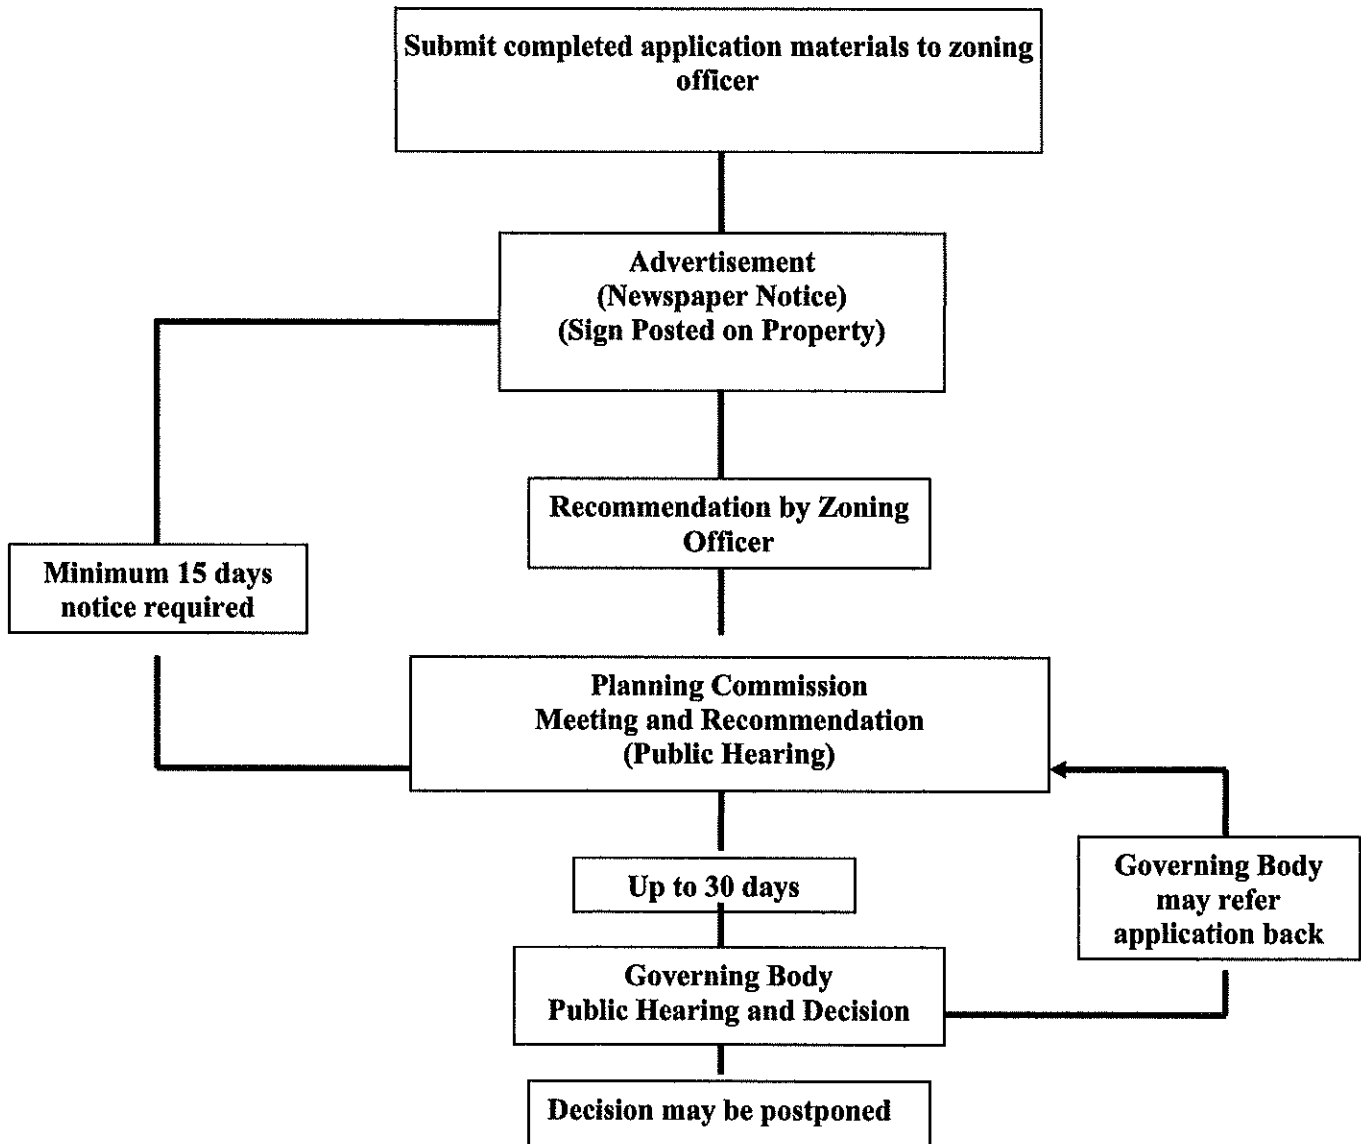 Submit completed application materials to zoning
officer
Advertisement
(Newspaper Notice)
(Sign Posted on Property)
Recommendation by Zoning
Officer
Minimum 15 days
notice required
Planning Commission
Meeting and Recommendation
(Public Hearing)
Up to 30 days
Governing Body
may refer
application back
Governing Body
Public Hearing and Decision
Decision may be postponed